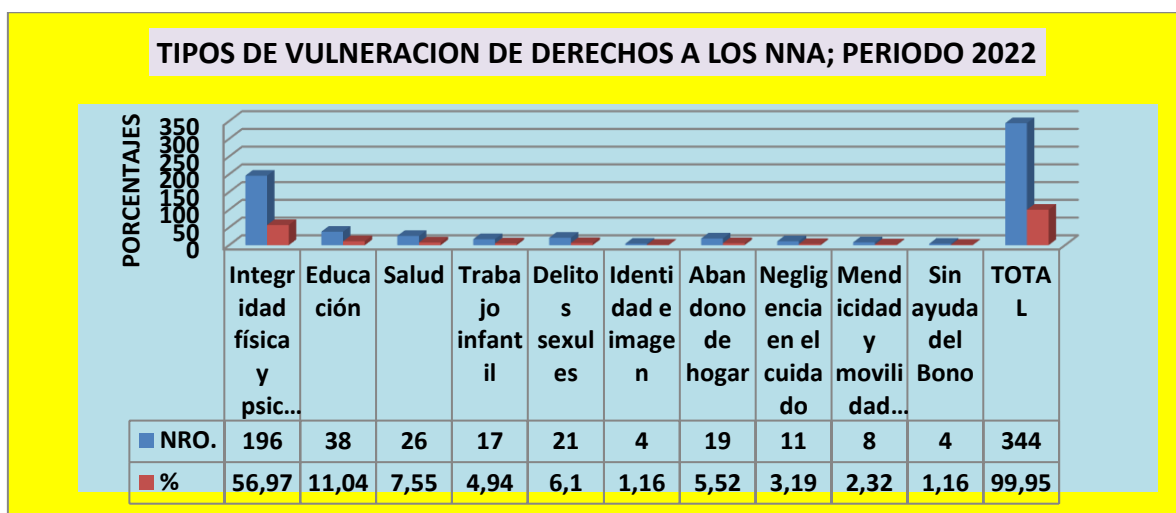 TIPOS DE VULNERACION DE DERECHOS A LOS NNA; PERIODO 2022
PORCENTAJES
350
300
250
200
150
100
50
0
Integr
idad
física
y
psic...
Educa
ción
Salud
Traba
jo
infant
il
Delito
s
sexul
es
Identi
dad e
image
n
Aban
dono
de
hogar
Neglig
encia
en el
cuida
do
Mend
icidad
y
movili
dad...
Sin
ayuda
del
Bono
TOTA
L
NRO. 196 38 26 17 21 4 19 11 8 4 344
% 56,97 11,04 7,55 4,94 6,1 1,16 5,52 3,19 2,32 1,16 99,95